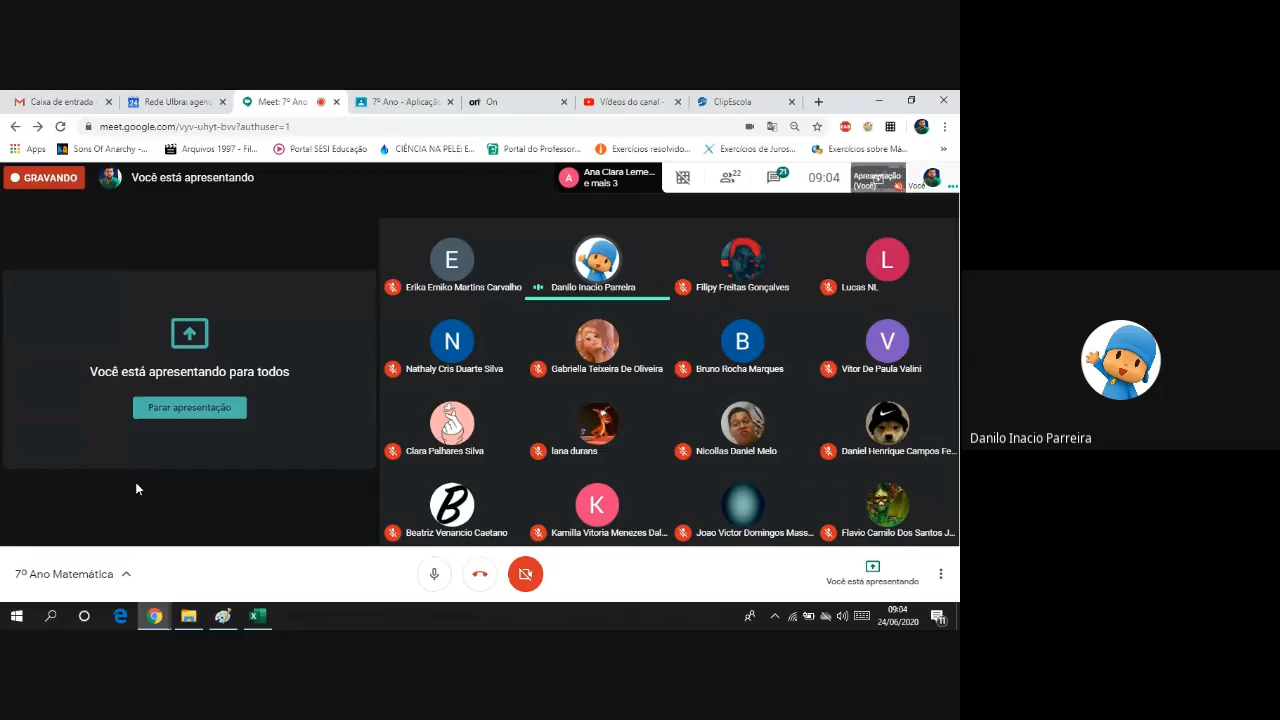 Caixa de entrada
Rede Ulbra: agenc
Meet: 7º Ano
7º Ano - Aplicação
ori On
Vídeos do canal -
ClipEscola
meet.google.com/vyv-uhyt-bvv?authuser=1
Apps
Sons Of Anarchy -...
Arquivos 1997 - Fil...
Portal SESI Educação
CIÊNCIA NA PELE: E...
Portal do Professor...
Exercícios resolvido...
Exercícios de Juros...
Exercícios sobre Ma...
»
GRAVANDO
Você está apresentando
A
Ana Clara Leme...
e mais 3
22
21
09:04
Apresentação
(Você)
Você
E
Erika Emiko Martins Carvalho
Danilo Inacio Parreira
Filipy Freitas Gonçalves
L
Lucas NL
Você está apresentando para todos
Parar apresentação
N
Nathaly Cris Duarte Silva
Gabriella Teixeira De Oliveira
B
Bruno Rocha Marques
V
Vitor De Paula Valini
Clara Palhares Silva
lana durans
Nicollas Daniel Melo
Daniel Henrique Campos Fe...
B
Beatriz Venancio Caetano
K
Kamilla Vitoria Menezes Dal...
Joao Victor Domingos Mass...
Flavio Camilo Dos Santos J...
Danilo Inacio Parreira
7º Ano Matemática
Você está apresentando
09:04
24/06/2020